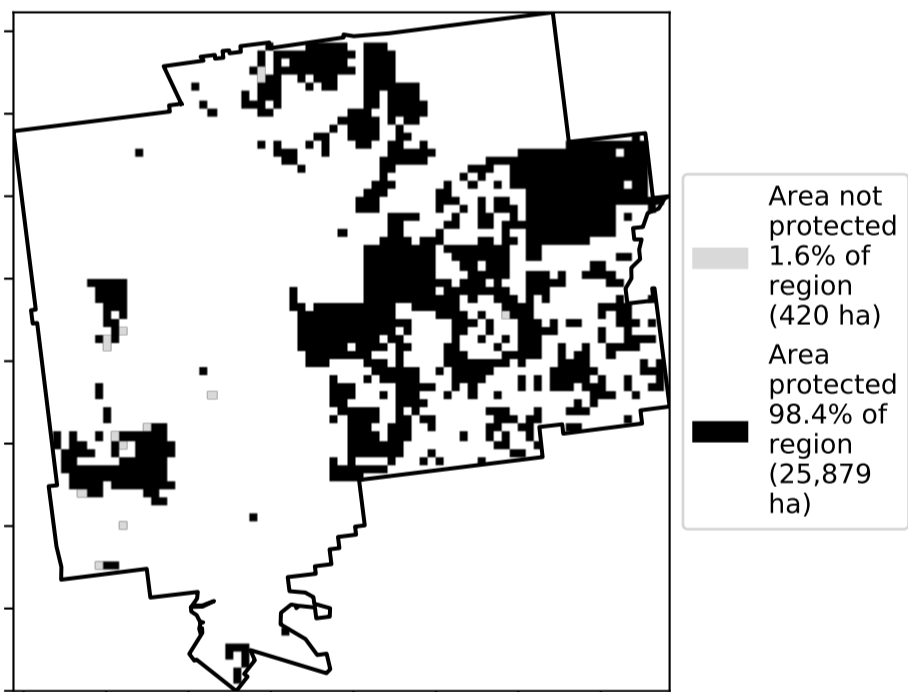 Area not
protected
1.6% of
region
(420 ha)
Area
protected
98.4% of
region
(25,879
ha)